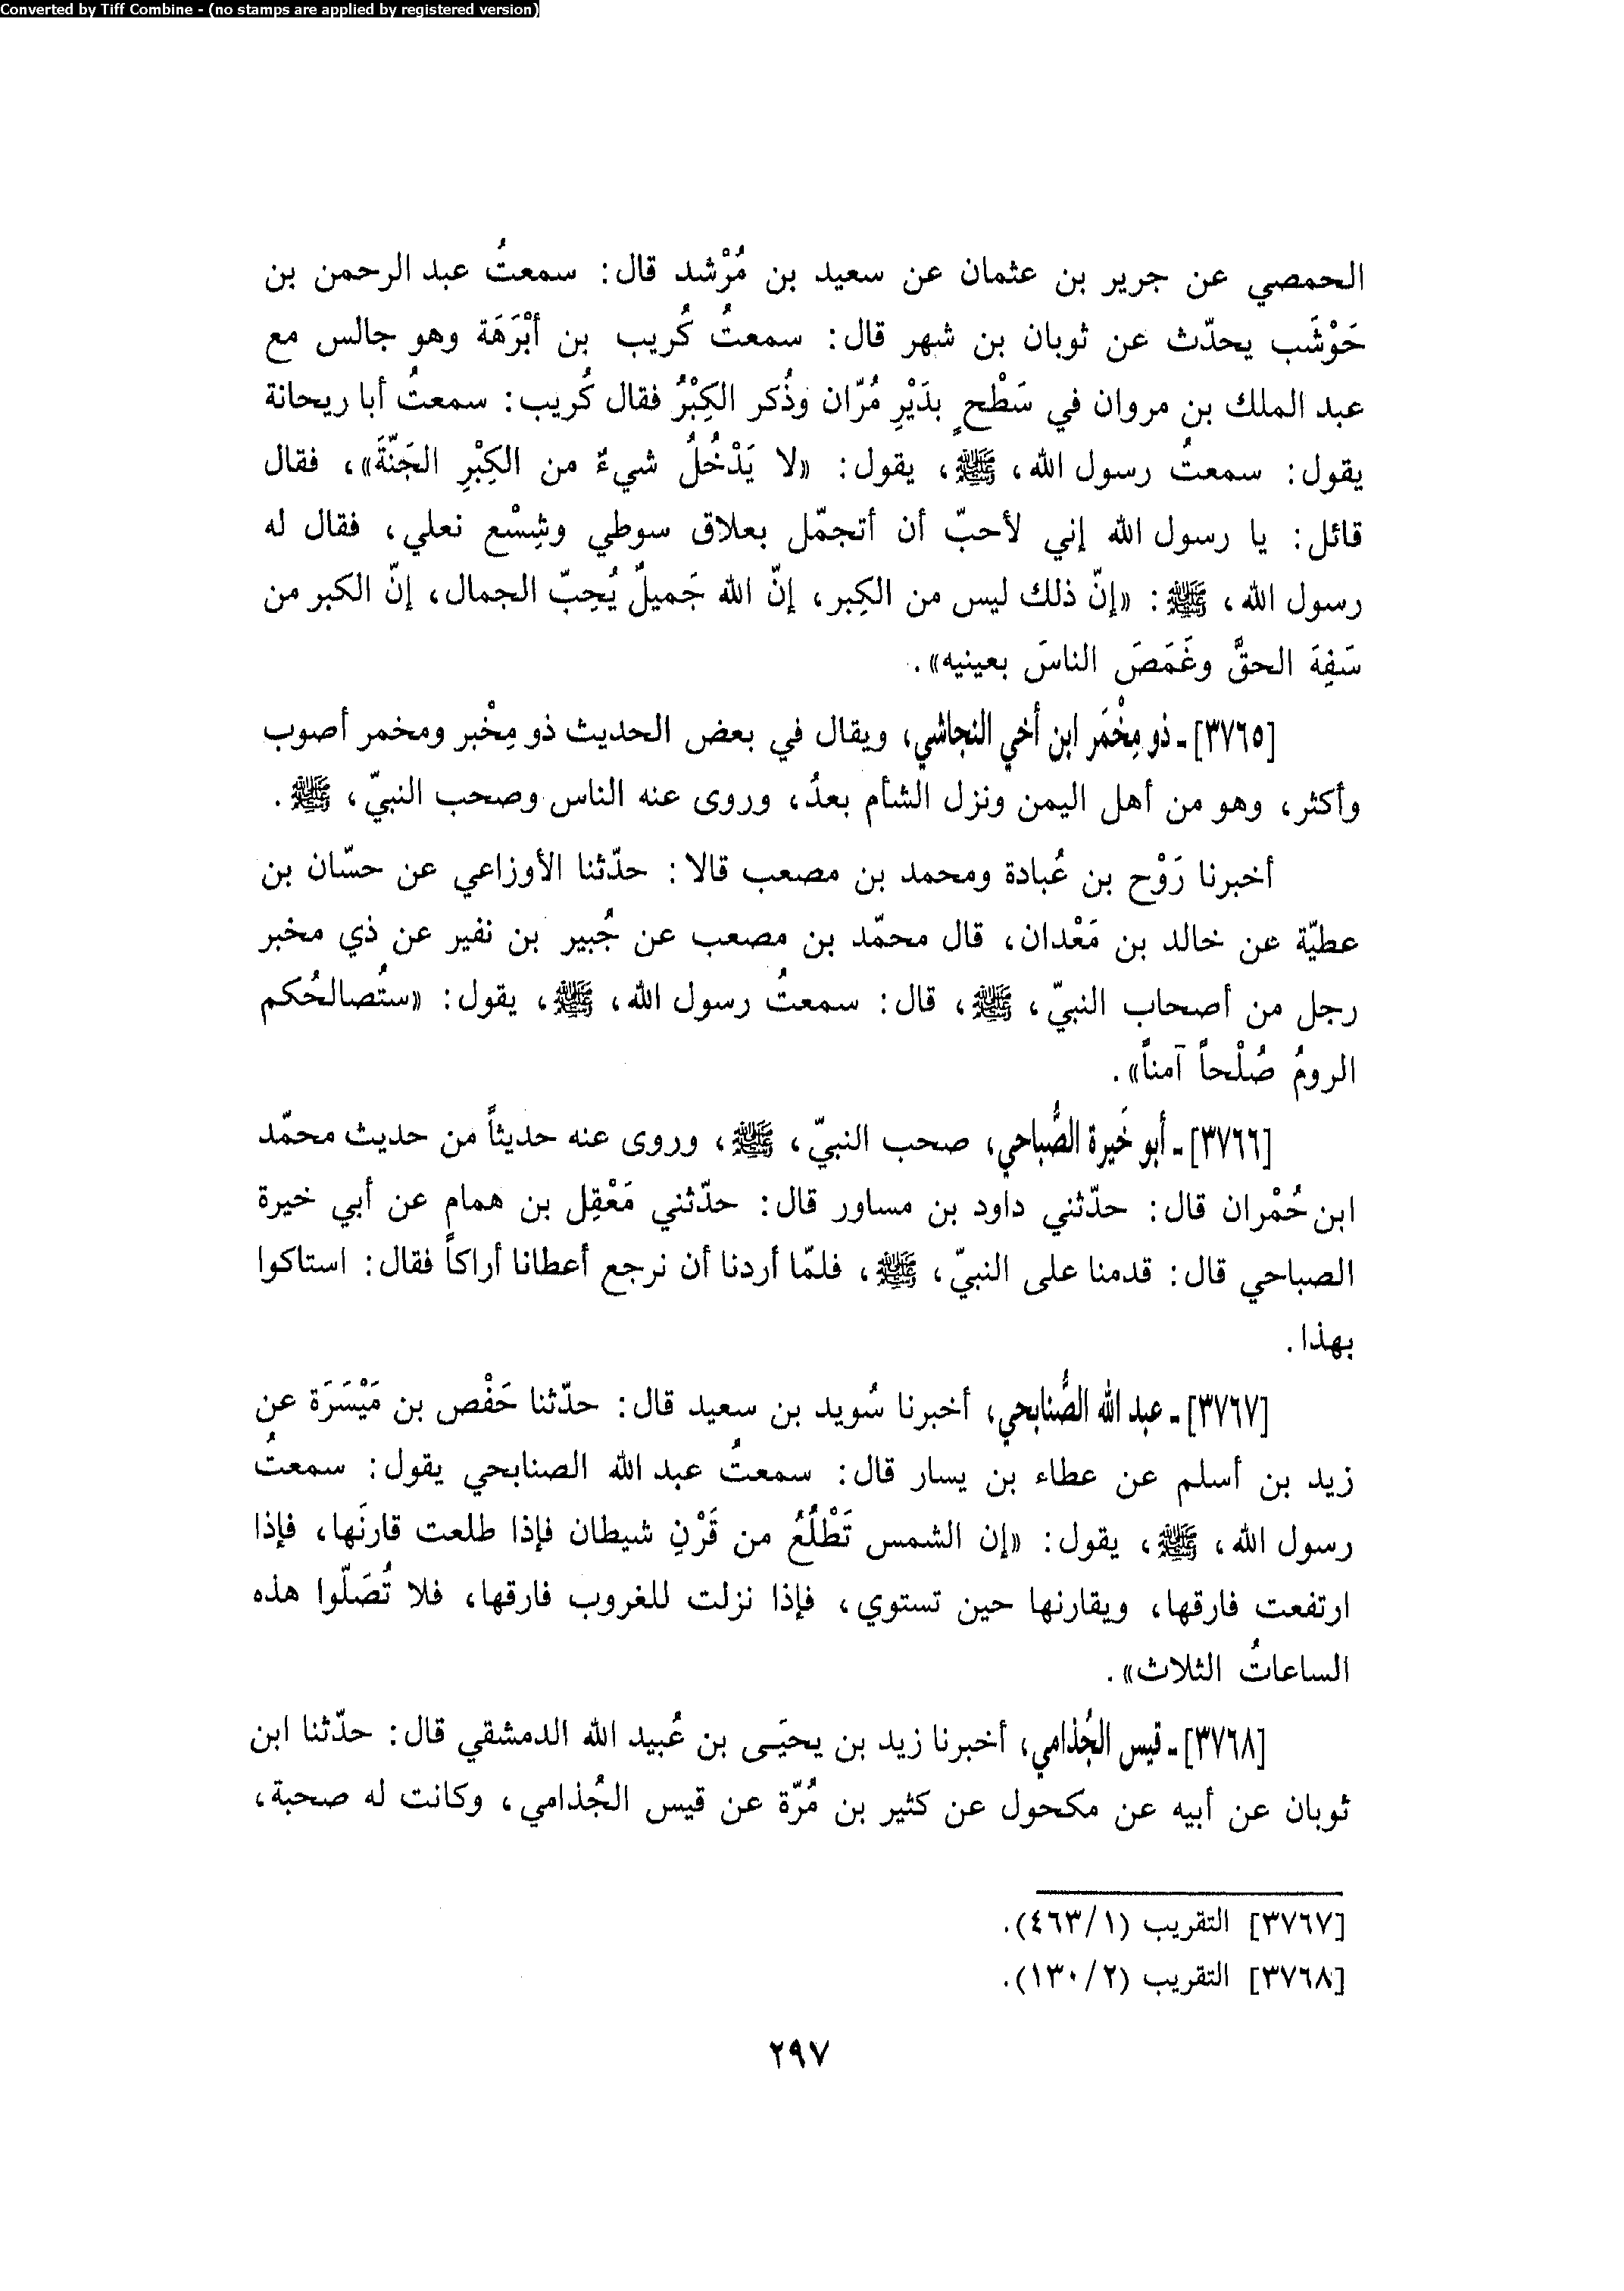 Converted by Tiff Combine - (no stamps are applied by registered version)
الحمصي عن جرير بن عثمان عن سعيد بن مُرْشد قال: سمعتُ عبد الرحمن بن
حَوْشَب يحدّث عن ثوبان بن شهر قال: سمعتُ كُريب بن أبْرَهَة وهو جالس مع
عبد الملك بن مروان في سَطْحٍ بدَيْرِ مُرّان وذُكر الكِبْرُ فقال كُريب: سمعتُ أبا ريحانة
يقول: سمعتُ رسول الله، ﷺ، يقول: «لا يَدْخُلُ شيءٌ من الكِبْرِ الجَنّةَ»، فقال
قائل: يا رسول الله إني لأحبّ أن أتجمّل بعلاق سوطي وشِسْع نعلي، فقال له
رسول الله، ﷺ: «إنّ ذلك ليس من الكِبر، إنّ الله جَميلٌ يُحِبّ الجمال، إنّ الكبر من
سَفِهَ الحقَّ وغَمَصَ الناسَ بعينيه».
[٣٧٦٥] - ذو مِخْمَر ابن أخي النجاشي، ويقال في بعض الحديث ذو مِخْبر ومخمر أصوب
وأكثر، وهو من أهل اليمن ونزل الشأم بعدُ، وروى عنه الناس وصحب النبيّ، ﷺ.
أخبرنا رَوْح بن عُبادة ومحمد بن مصعب قالا: حدّثنا الأوزاعي عن حسّان بن
عطيّة عن خالد بن مَعْدان، قال محمّد بن مصعب عن جُبير بن نفير عن ذي مخبر
رجل من أصحاب النبيّ، ﷺ، قال: سمعتُ رسول الله، ﷺ، يقول: «ستُصالحُكم
الرومُ صُلْحاً آمناً».
[٣٧٦٦] - أبو خَيرة الصُّباحي، صحب النبيّ، ﷺ، وروى عنه حديثاً من حديث محمّد
ابن حُمْران قال: حدّثني داود بن مساور قال: حدّثني مَعْقِل بن همام عن أبي خيرة
الصباحي قال: قدمنا على النبيّ، ﷺ، فلمّا أردنا أن نرجع أعطانا أراكاً فقال: استاكوا
بهذا.
[٣٧٦٧] - عبد الله الصُّنابحي، أخبرنا سُويد بن سعيد قال: حدّثنا حَفْص بن مَيْسَرَة عن
زيد بن أسلم عن عطاء بن يسار قال: سمعتُ عبد الله الصنابحي يقول: سمعتُ
رسول الله، ﷺ، يقول: «إن الشمس تَطْلُعُ من قَرْنِ شيطان فإذا طلعت قارنَها، فإذا
ارتفعت فارقها، ويقارنها حين تستوي، فإذا نزلت للغروب فارقها، فلا تُصَلّوا هذه
الساعاتُ الثلاث».
[٣٧٦٨] - قيس الجُذامي، أخبرنا زيد بن يحيَى بن عُبيد الله الدمشقي قال: حدّثنا ابن
ثوبان عن أبيه عن مكحول عن كثير بن مُرّة عن قيس الجُذامي، وكانت له صحبة،
[٣٧٦٧] التقريب (٤٦٣/١).
[٣٧٦٨] التقريب (١٣٠/٢).
٢٩٧